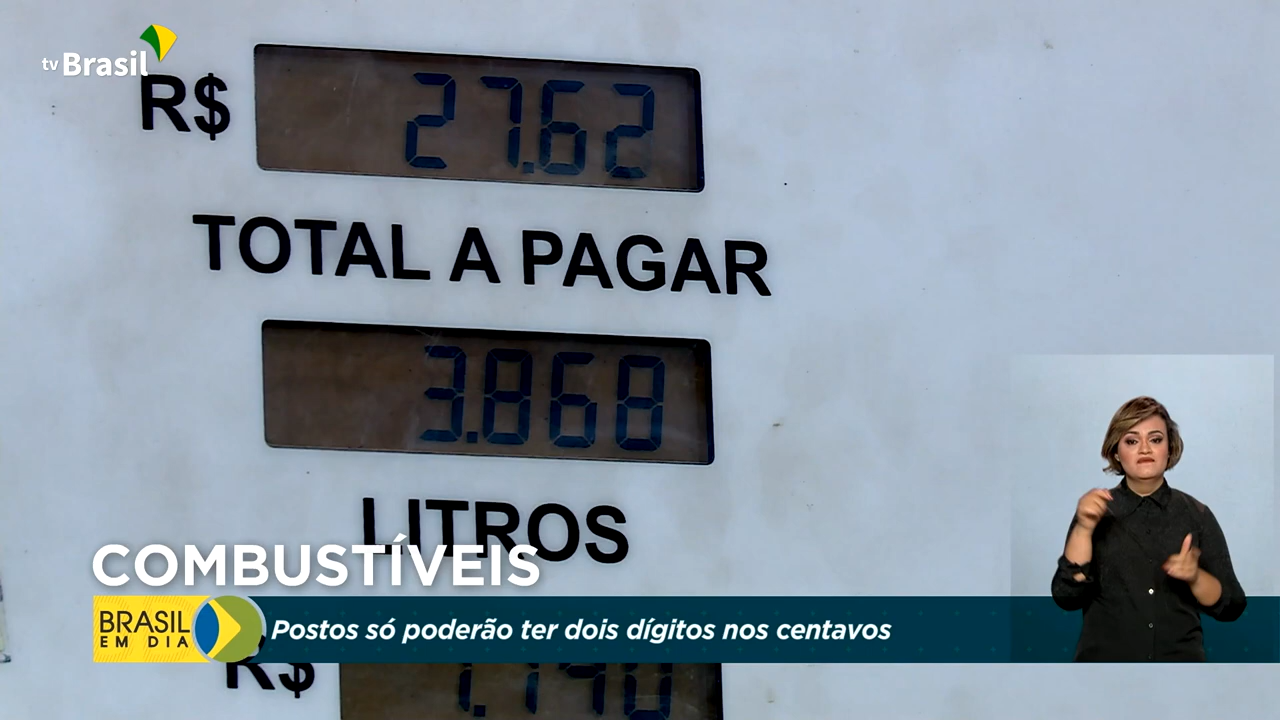 tv Brasil
R$ 27.62
TOTAL A PAGAR
3.868
LITROS
COMBUSTÍVEIS
BRASIL
EM DIA
Postos só poderão ter dois dígitos nos centavos
R$